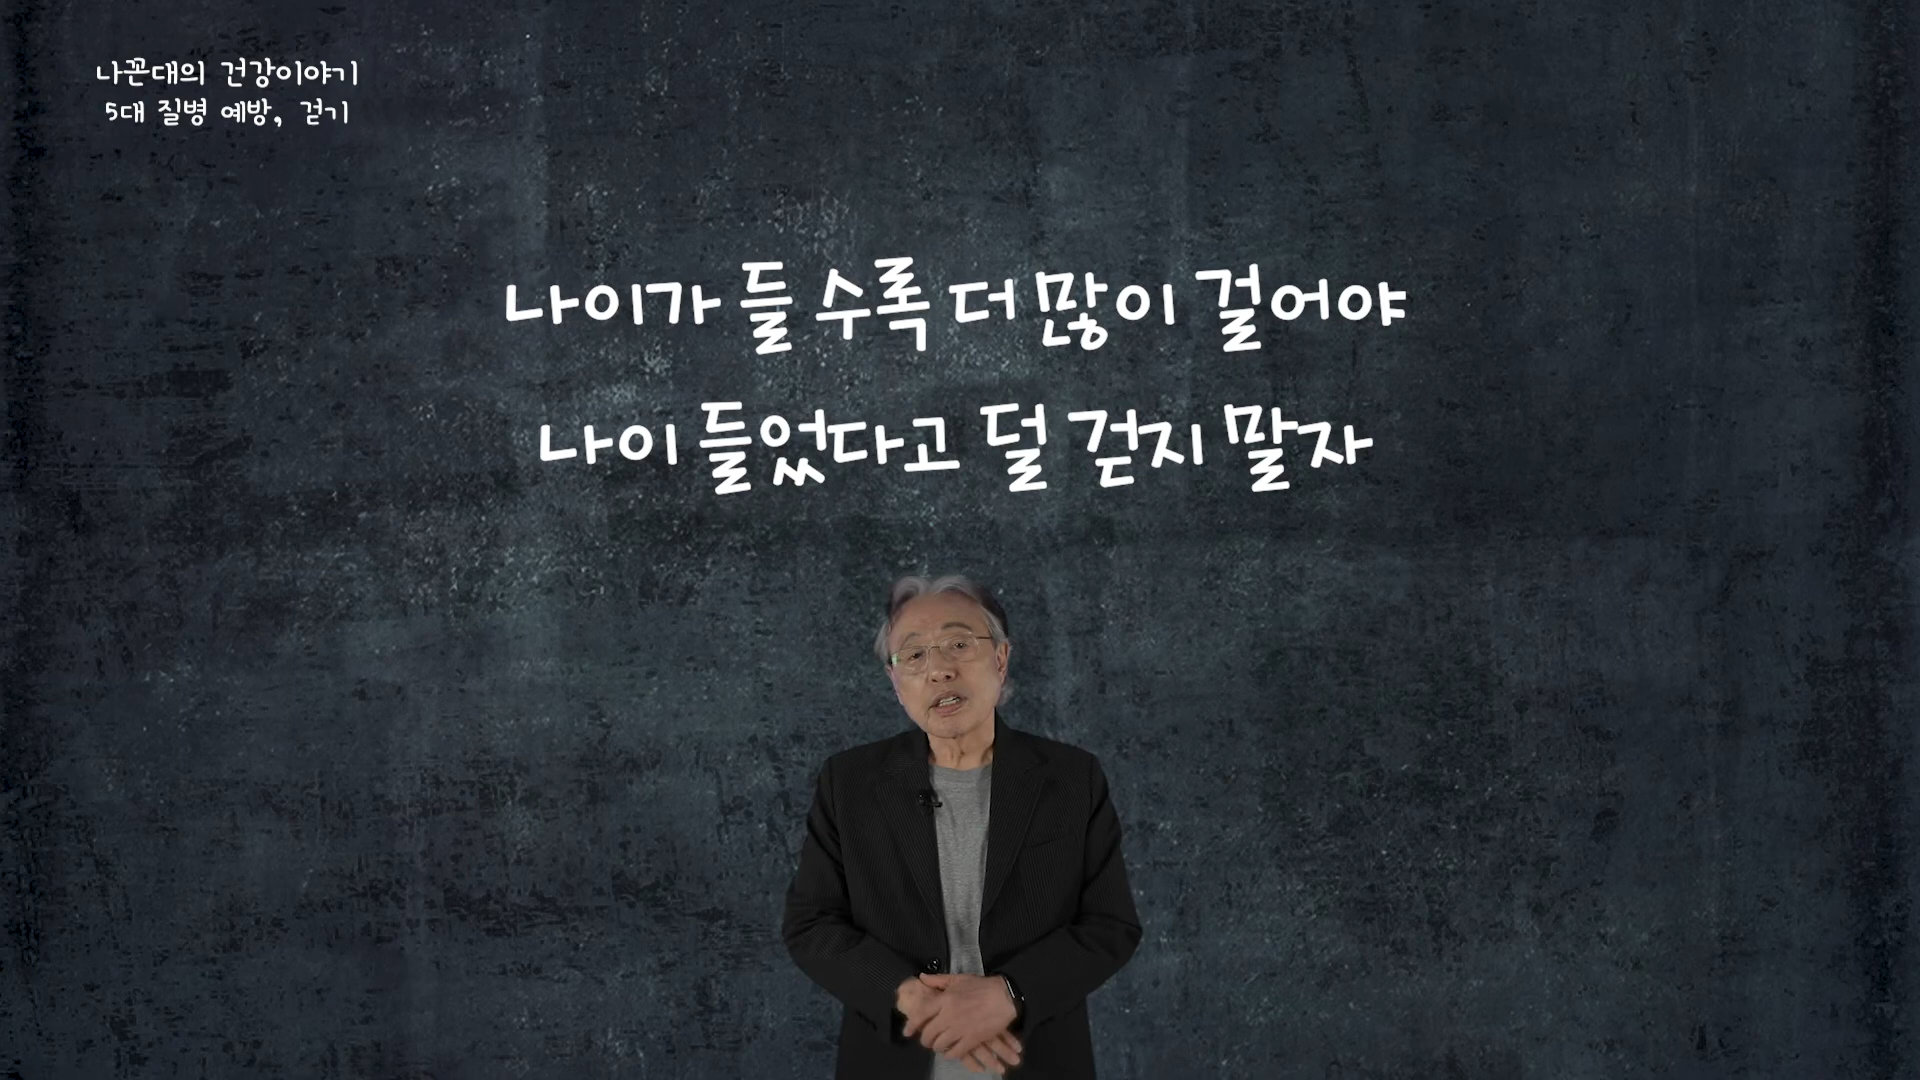 나꼰대의 건강이야기
5대 질병 예방, 걷기
나이가 들 수록 더 많이 걸어야
나이 들었다고 덜 걷지 말자